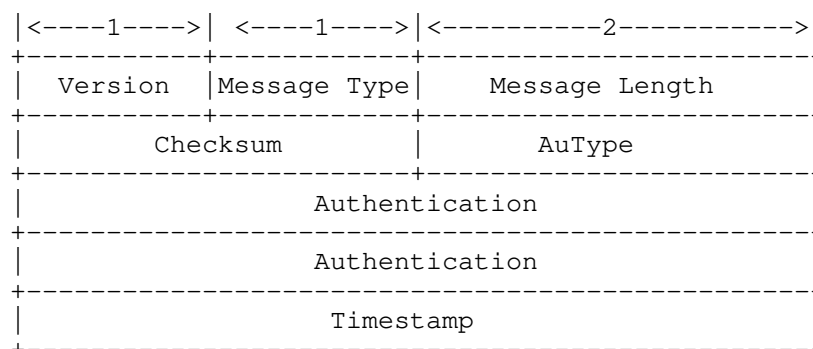 |<----1---->| <----1---->|<----------2----------->
+-----------+------------+------------------------
| Version |Message Type| Message Length
+-----------+------------+------------------------
| Checksum | AuType
+------------------------+------------------------
| Authentication
+-------------------------------------------------
| Authentication
+-------------------------------------------------
| Timestamp
+-------------------------------------------------